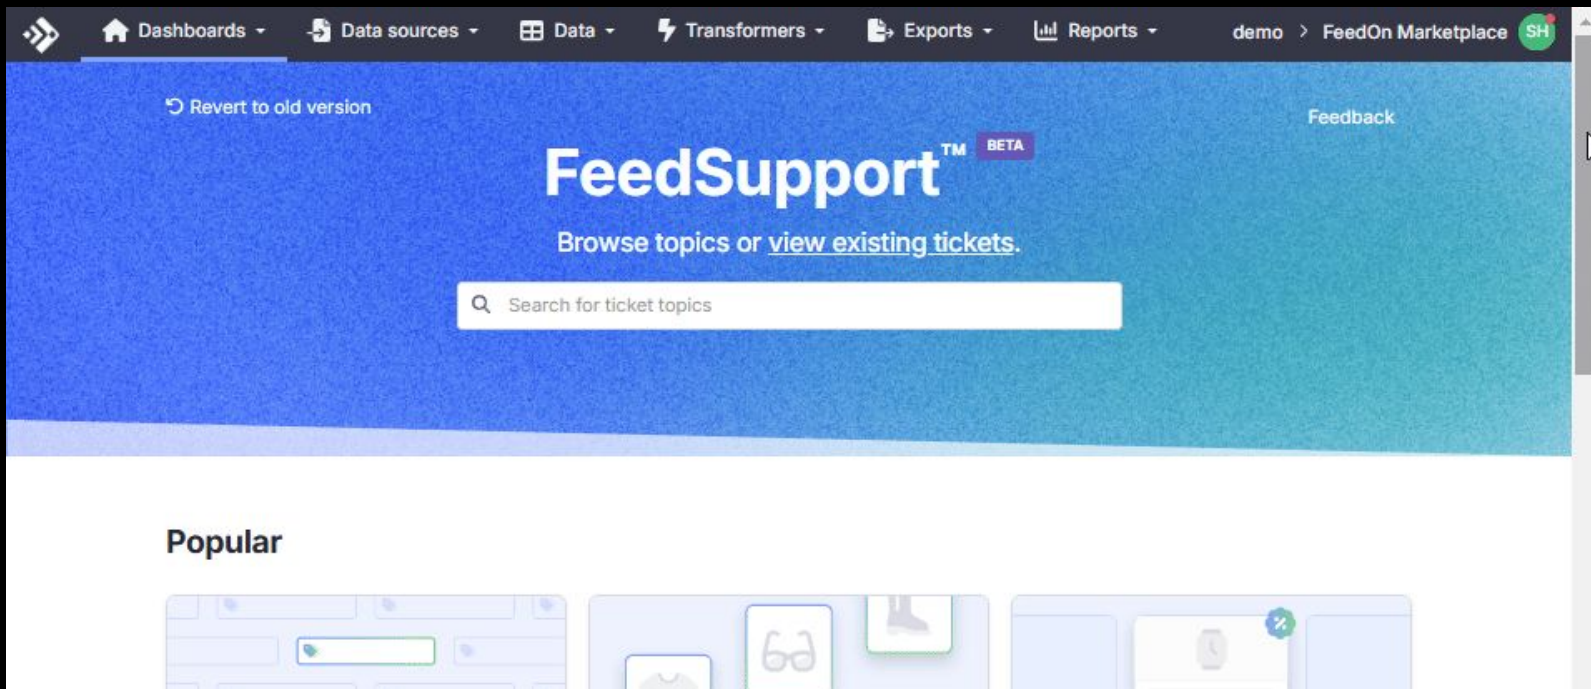 Dashboards Data sources Data Transformers Exports Reports demo > FeedOn Marketplace SH
Revert to old version
Feedback
FeedSupport™ BETA
Browse topics or view existing tickets.
Search for ticket topics
Popular